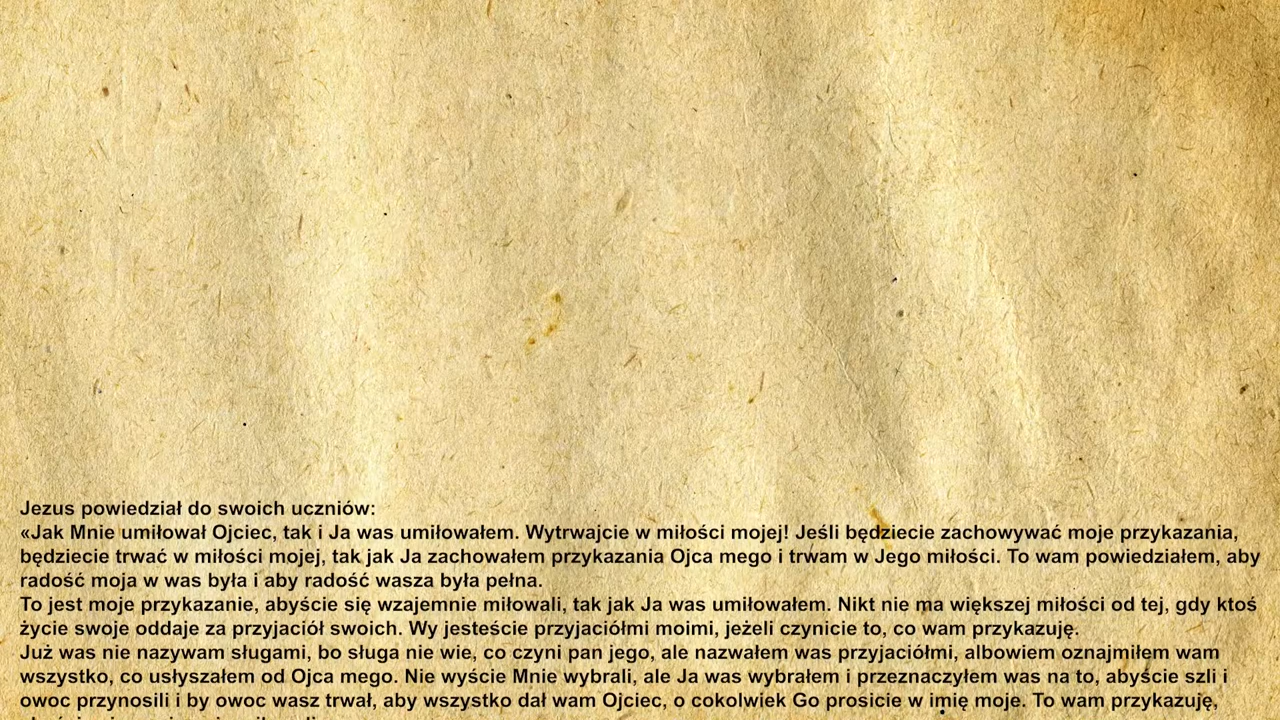 Jezus powiedział do swoich uczniów:
«Jak Mnie umiłował Ojciec, tak i Ja was umiłowałem. Wytrwajcie w miłości mojej! Jeśli będziecie zachowywać moje przykazania,
będziecie trwać w miłości mojej, tak jak Ja zachowałem przykazania Ojca mego i trwam w Jego miłości. To wam powiedziałem, aby
radość moja w was była i aby radość wasza była pełna.
To jest moje przykazanie, abyście się wzajemnie miłowali, tak jak Ja was umiłowałem. Nikt nie ma większej miłości od tej, gdy ktoś
życie swoje oddaje za przyjaciół swoich. Wy jesteście przyjaciółmi moimi, jeżeli czynicie to, co wam przykazuję.
Już was nie nazywam sługami, bo sługa nie wie, co czyni pan jego, ale nazwałem was przyjaciółmi, albowiem oznajmiłem wam
wszystko, co usłyszałem od Ojca mego. Nie wyście Mnie wybrali, ale Ja was wybrałem i przeznaczyłem was na to, abyście szli i
owoc przynosili i by owoc wasz trwał, aby wszystko dał wam Ojciec, o cokolwiek Go prosicie w imię moje. To wam przykazuję,